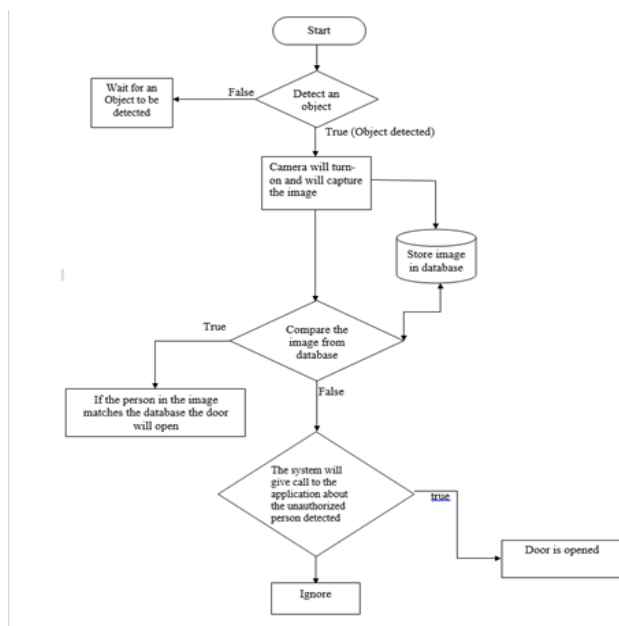 Start
Detect an
object
False
Wait for an
Object to be
detected
True (Object detected)
Camera will turn-
on and will capture
the image
Store image
in database
Compare the
image from
database
True
If the person in the image
matches the database the door
will open
False
The system will
give call to the
application about
the unauthorized
person detected
true
Door is opened
Ignore